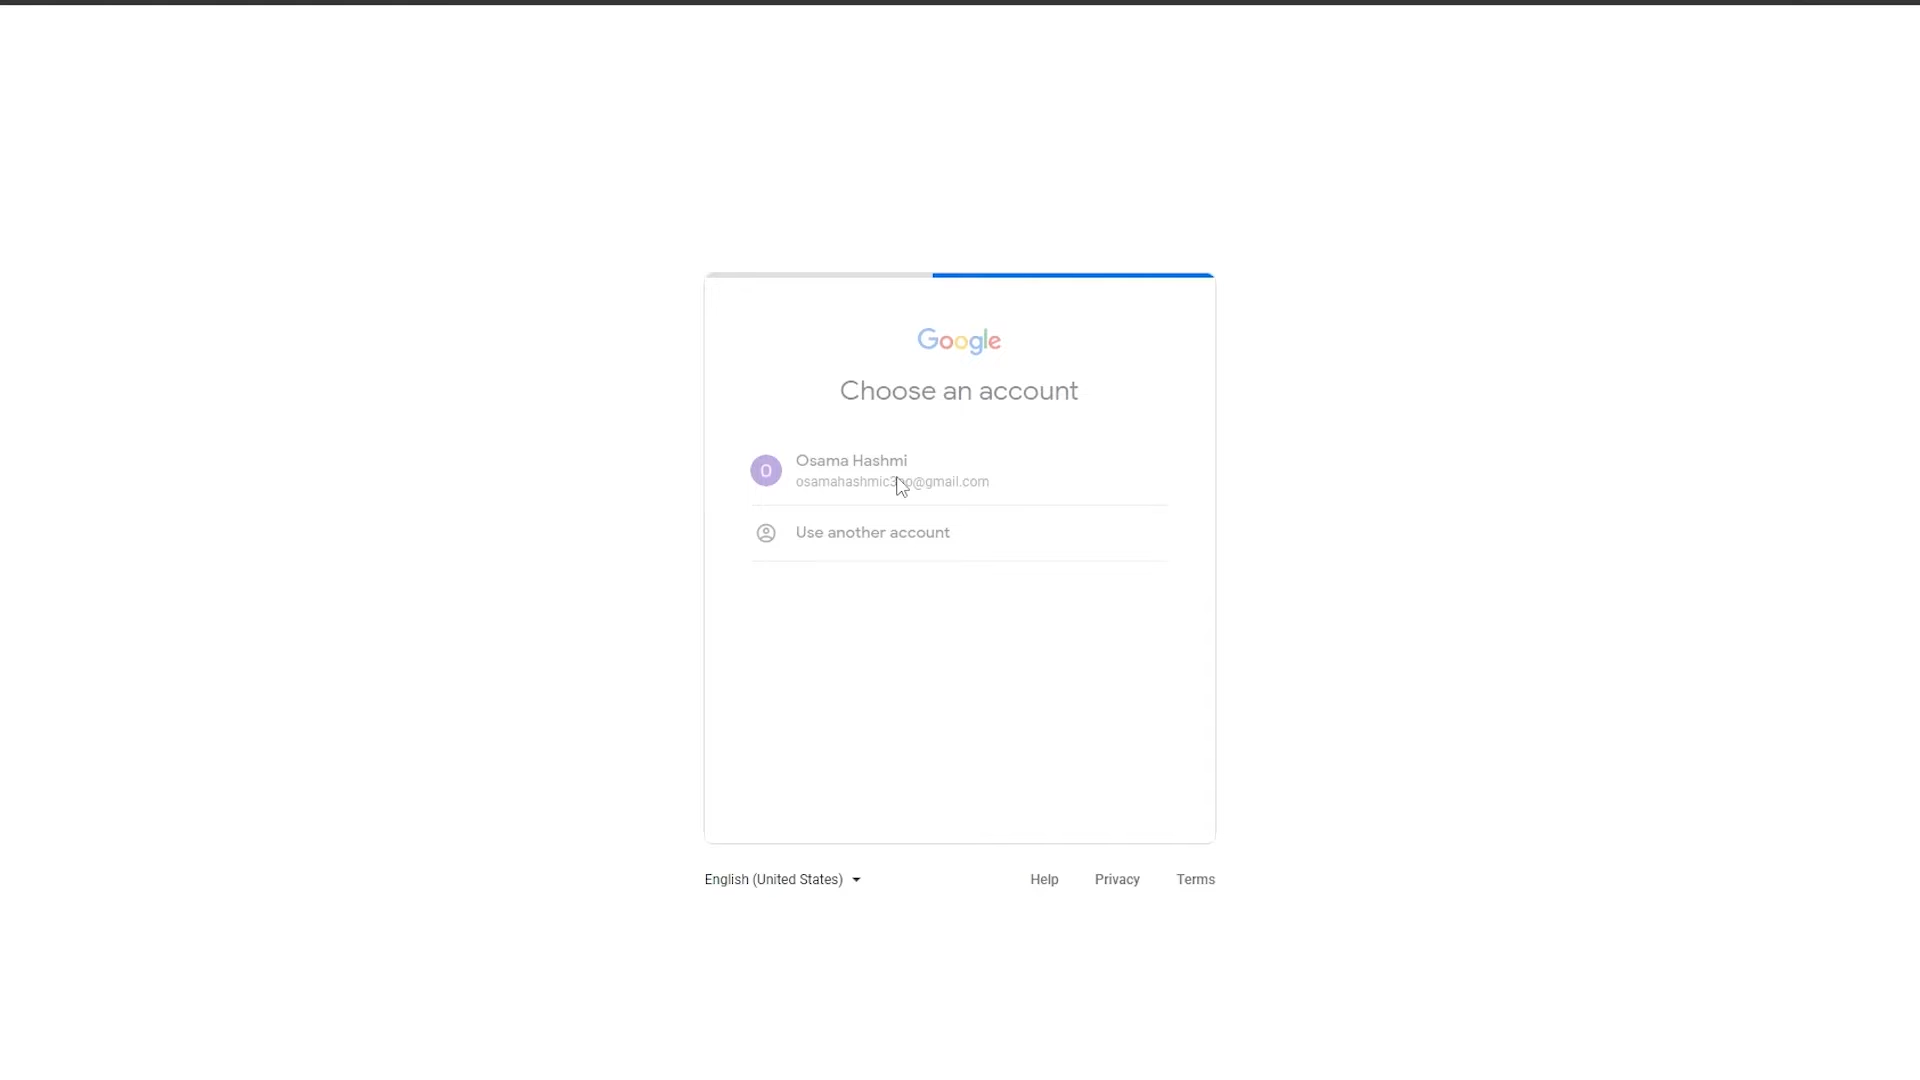 Google
Choose an account
O
Osama Hashmi
Use another account
English (United States)
Help Privacy Terms